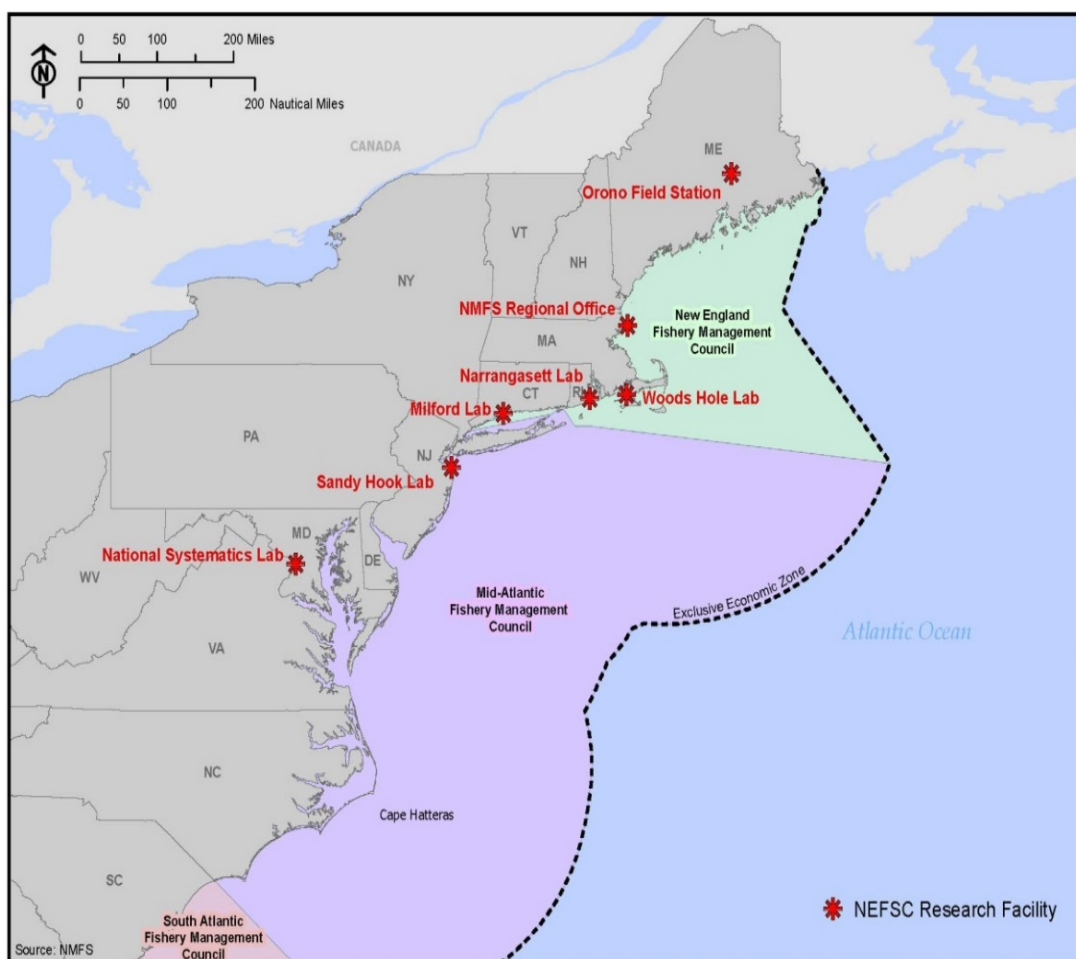 0 50 100 200 Miles
0 50 100 200 Nautical Miles
N
CANADA
ME
Orono Field Station
VT
NH
NY
NMFS Regional Office
New England
Fishery Management
Council
MA
Narrangasett Lab
CT
RI
Woods Hole Lab
Milford Lab
PA
NJ
Sandy Hook Lab
MD
National Systematics Lab
DE
WV
Mid-Atlantic
Fishery Management
Council
Exclusive Economic Zone
Atlantic Ocean
VA
NC
Cape Hatteras
SC
South Atlantic
Fishery Management
Council
NEFSC Research Facility
Source: NMFS